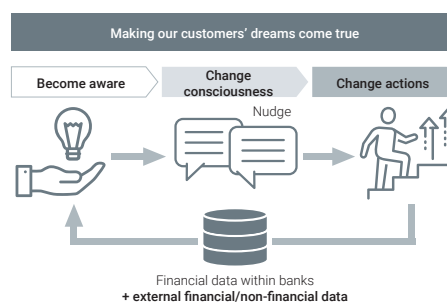 Making our customers' dreams come true
Become aware
Change
consciousness
Change actions
Nudge
Financial data within banks
+ external financial/non-financial data